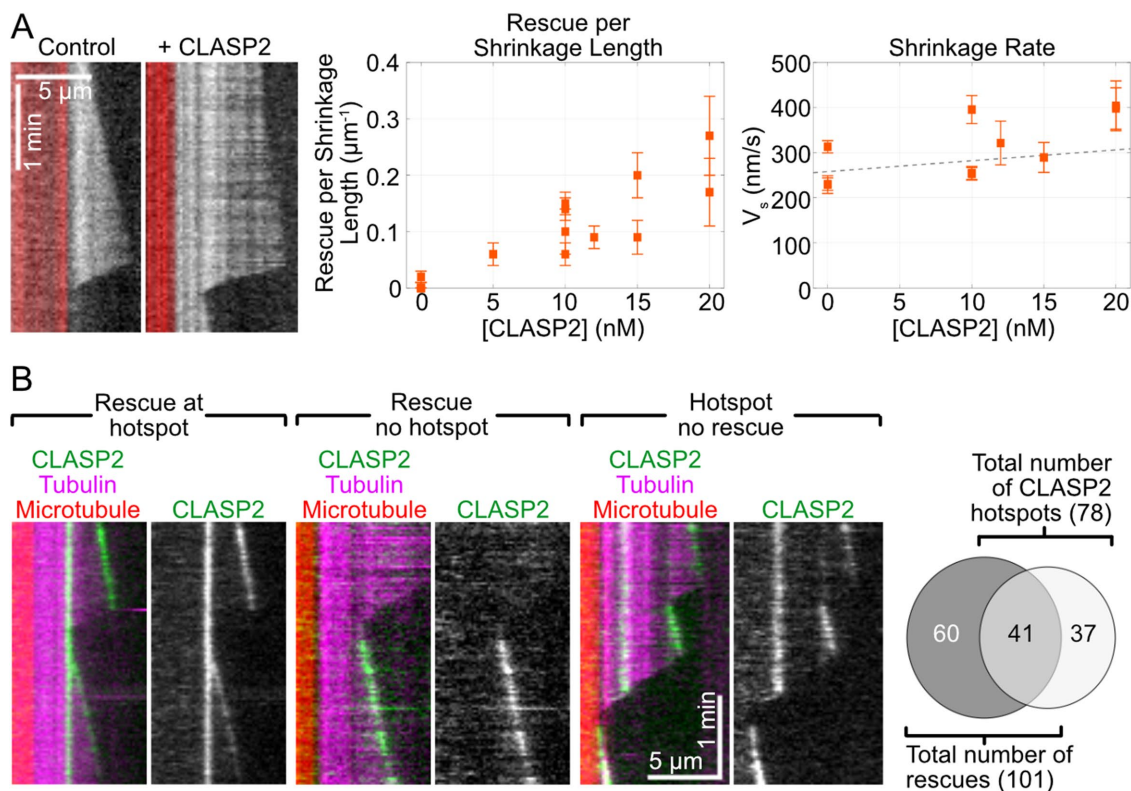 A
Control
+ CLASP2
5 µm
1 min
Rescue per
Shrinkage Length
Rescue per Shrinkage
Length (µm⁻¹)
0.4
0.3
0.2
0.1
0
0
5
10
15
20
[CLASP2] (nM)
Shrinkage Rate
Vs (nm/s)
500
400
300
200
100
0
0
5
10
15
20
[CLASP2] (nM)
B
Rescue at
hotspot
CLASP2
Tubulin
Microtubule
CLASP2
Rescue
no hotspot
CLASP2
Tubulin
Microtubule
CLASP2
Hotspot
no rescue
CLASP2
Tubulin
Microtubule
CLASP2
5 µm
1 min
Total number
of CLASP2
hotspots (78)
60
41
37
Total number of
rescues (101)